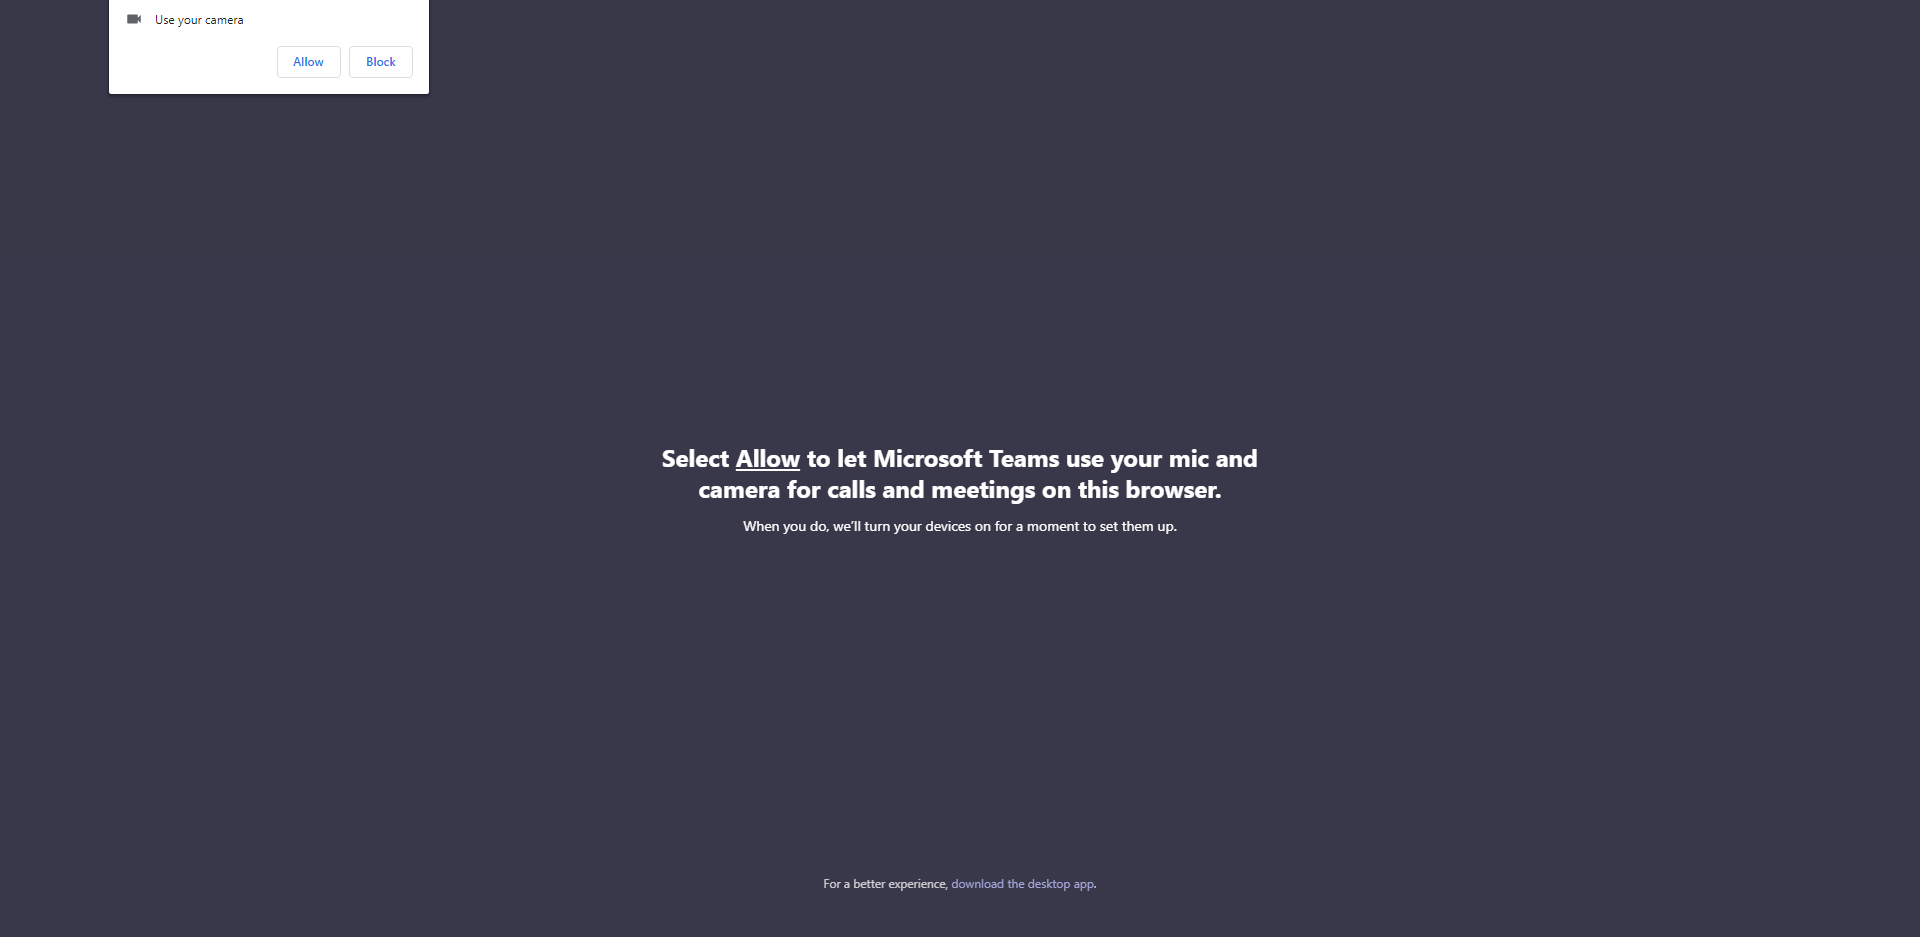 Use your camera
Allow Block
Select Allow to let Microsoft Teams use your mic and
camera for calls and meetings on this browser.
When you do, we'll turn your devices on for a moment to set them up.
For a better experience, download the desktop app.